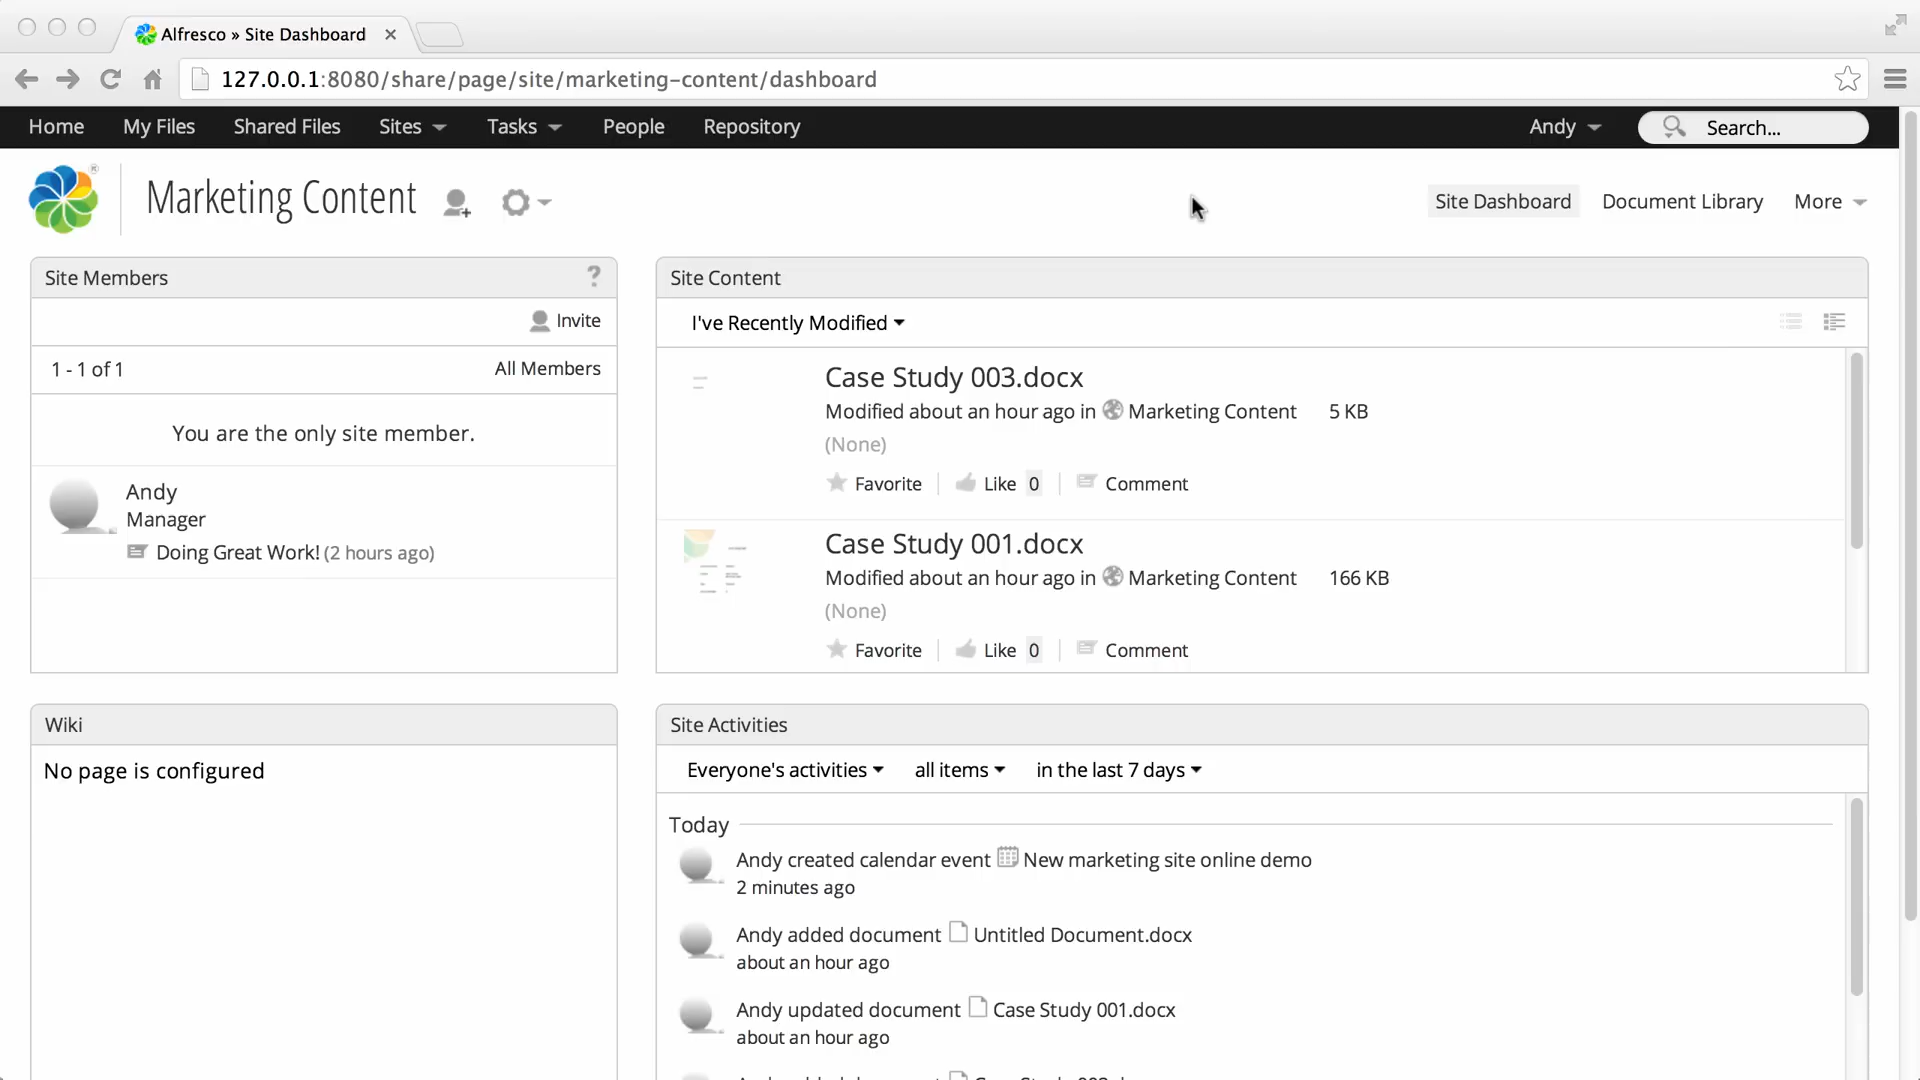 Alfresco » Site Dashboard
127.0.0.1:8080/share/page/site/marketing-content/dashboard
Home My Files Shared Files Sites Tasks People Repository Andy Search...
Marketing Content Site Dashboard Document Library More
Site Members ?
Invite
1 - 1 of 1 All Members
You are the only site member.
Andy
Manager
Doing Great Work! (2 hours ago)
Site Content
I've Recently Modified
Case Study 003.docx
Modified about an hour ago in Marketing Content 5 KB
(None)
Favorite Like 0 Comment
Case Study 001.docx
Modified about an hour ago in Marketing Content 166 KB
(None)
Favorite Like 0 Comment
Wiki
No page is configured
Site Activities
Everyone's activities all items in the last 7 days
Today
Andy created calendar event New marketing site online demo
2 minutes ago
Andy added document Untitled Document.docx
about an hour ago
Andy updated document Case Study 001.docx
about an hour ago